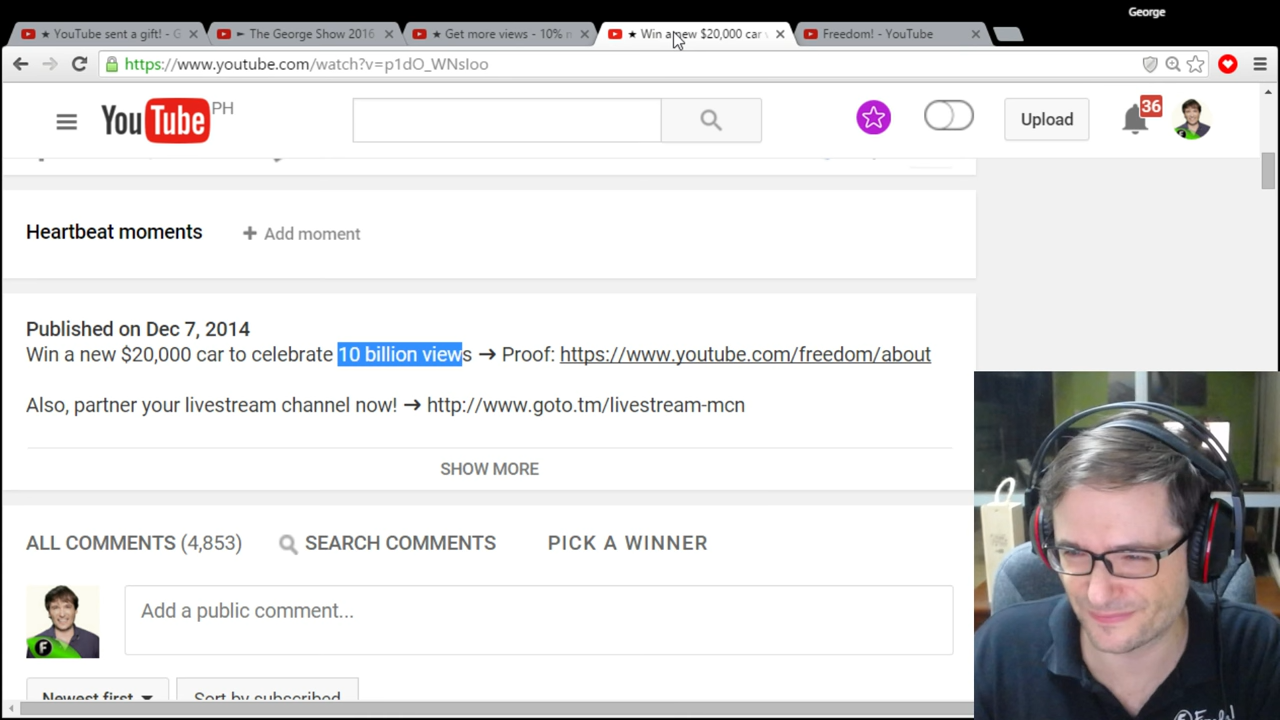 George
★ YouTube sent a gift! - G
► The George Show 2016
★ Get more views - 10% n
★ Win a new $20,000 car
Freedom! - YouTube
https://www.youtube.com/watch?v=p1dO_WNsIoo
YouTube PH
Upload
36
Heartbeat moments
+ Add moment
Published on Dec 7, 2014
Win a new $20,000 car to celebrate 10 billion views ➔ Proof: https://www.youtube.com/freedom/about
Also, partner your livestream channel now! ➔ http://www.goto.tm/livestream-mcn
SHOW MORE
ALL COMMENTS (4,853)
SEARCH COMMENTS
PICK A WINNER
F
Add a public comment...
Newest first
Sort by subscribed